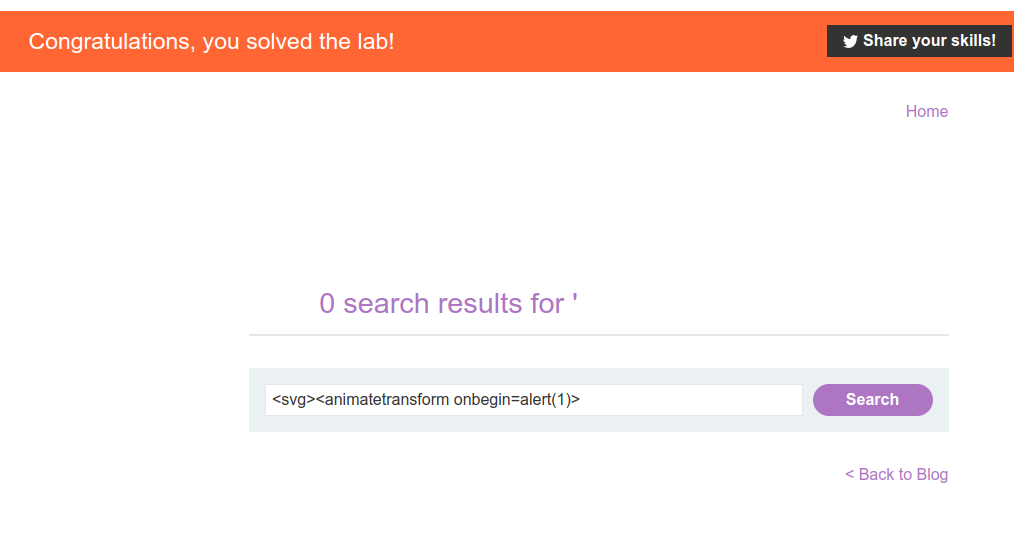 Congratulations, you solved the lab!
Share your skills!
Home
0 search results for '
<svg><animatetransform onbegin=alert(1)>
Search
< Back to Blog